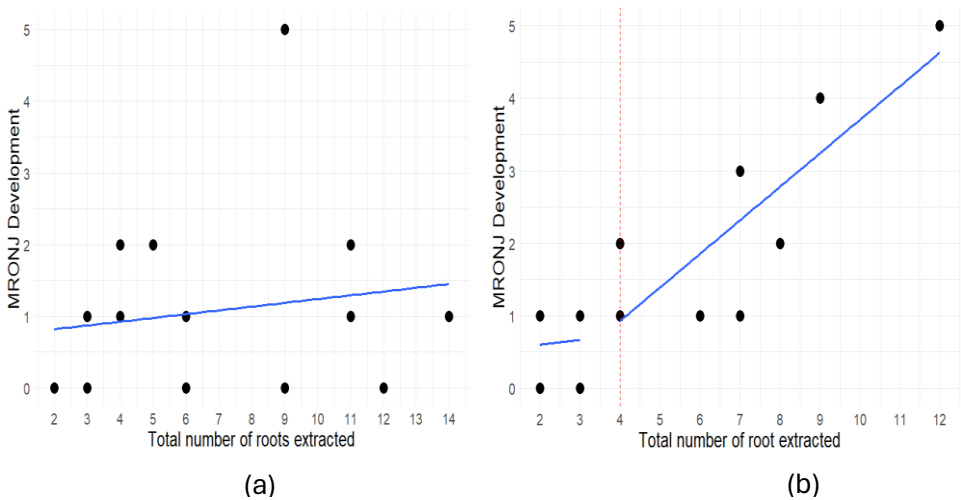 MRONJ Development
5
4
3
2
1
0
2 3 4 5 6 7 8 9 10 11 12 13 14
Total number of roots extracted
(a)
MRONJ Development
5
4
3
2
1
0
2 3 4 5 6 7 8 9 10 11 12
Total number of root extracted
(b)